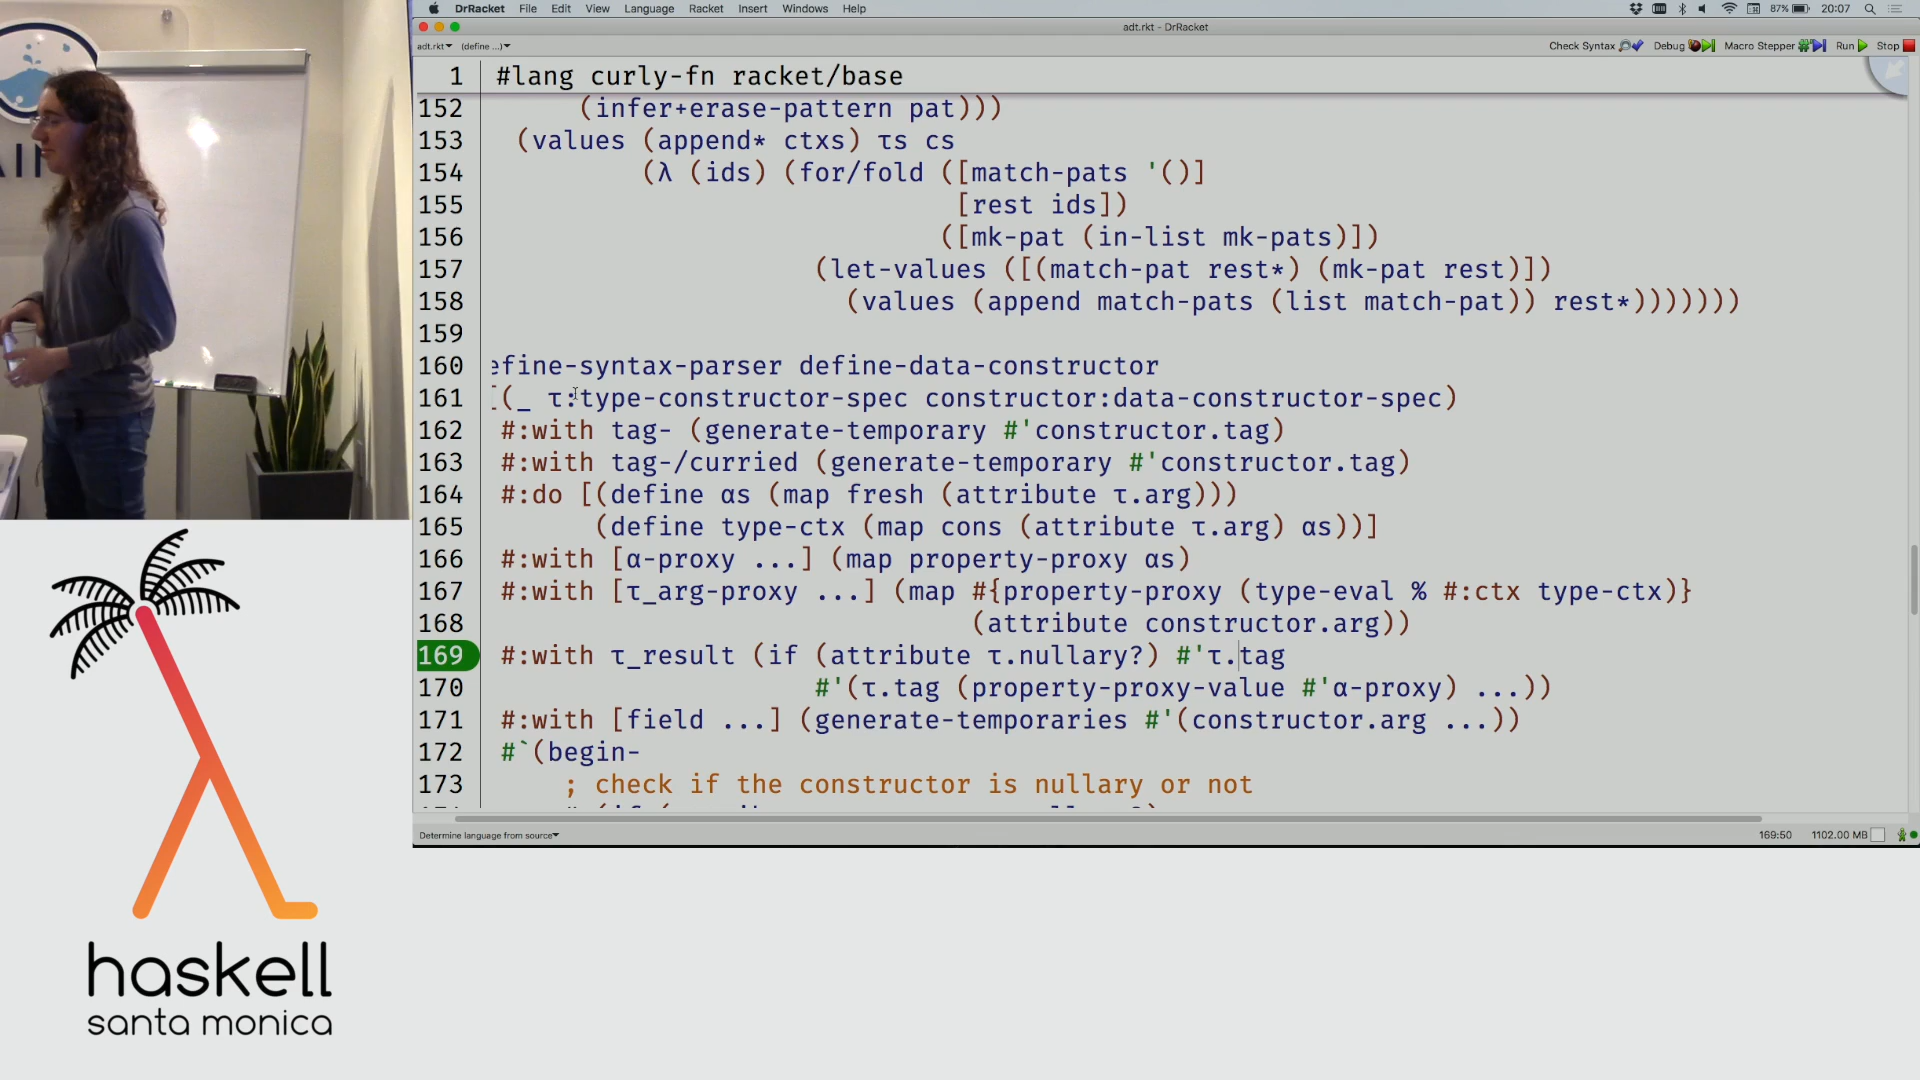 DrRacket File Edit View Language Racket Insert Windows Help 87% 20:07
adt.rkt - DrRacket
adt.rkt▾ (define ...)▾ Check Syntax Debug Macro Stepper Run Stop
1 #lang curly-fn racket/base
152 (infer+erase-pattern pat)))
153 (values (append* ctxs) τs cs
154 (λ (ids) (for/fold ([match-pats '()]
155 [rest ids])
156 ([mk-pat (in-list mk-pats)])
157 (let-values ([(match-pat rest*) (mk-pat rest)])
158 (values (append match-pats (list match-pat)) rest*)))))))
159
160 efine-syntax-parser define-data-constructor
161 [(_ τ:type-constructor-spec constructor:data-constructor-spec)
162 #:with tag- (generate-temporary #'constructor.tag)
163 #:with tag-/curried (generate-temporary #'constructor.tag)
164 #:do [(define αs (map fresh (attribute τ.arg)))
165 (define type-ctx (map cons (attribute τ.arg) αs))]
166 #:with [α-proxy ...] (map property-proxy αs)
167 #:with [τ_arg-proxy ...] (map #{property-proxy (type-eval % #:ctx type-ctx)}
168 (attribute constructor.arg))
169 #:with τ_result (if (attribute τ.nullary?) #'τ.tag
170 #'(τ.tag (property-proxy-value #'α-proxy) ...))
171 #:with [field ...] (generate-temporaries #'(constructor.arg ...))
172 #`(begin-
173 ; check if the constructor is nullary or not
Determine language from source▾ 169:50 1102.00 MB
haskell
santa monica